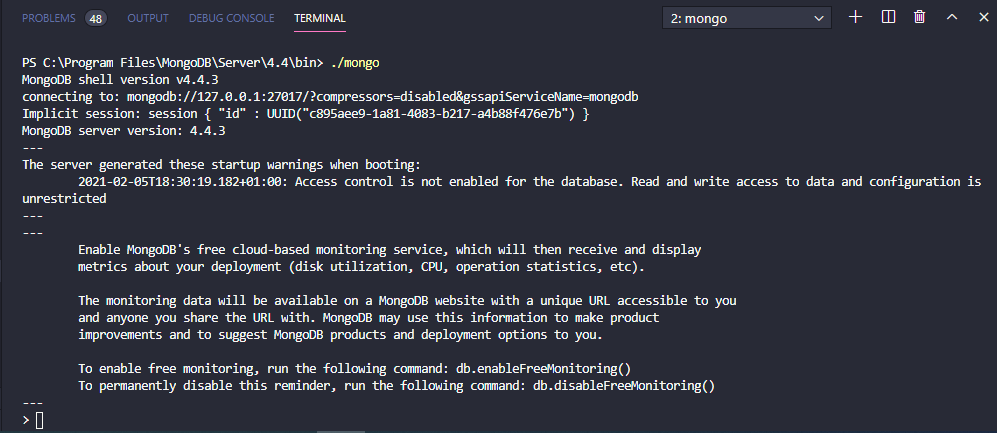 PROBLEMS 48 OUTPUT DEBUG CONSOLE TERMINAL 2: mongo
PS C:\Program Files\MongoDB\Server\4.4\bin> ./mongo
MongoDB shell version v4.4.3
connecting to: mongodb://127.0.0.1:27017/?compressors=disabled&gssapiServiceName=mongodb
Implicit session: session { "id" : UUID("c895aee9-1a81-4083-b217-a4b88f476e7b") }
MongoDB server version: 4.4.3
---
The server generated these startup warnings when booting:
2021-02-05T18:30:19.182+01:00: Access control is not enabled for the database. Read and write access to data and configuration is
unrestricted
---
---
Enable MongoDB's free cloud-based monitoring service, which will then receive and display
metrics about your deployment (disk utilization, CPU, operation statistics, etc).
The monitoring data will be available on a MongoDB website with a unique URL accessible to you
and anyone you share the URL with. MongoDB may use this information to make product
improvements and to suggest MongoDB products and deployment options to you.
To enable free monitoring, run the following command: db.enableFreeMonitoring()
To permanently disable this reminder, run the following command: db.disableFreeMonitoring()
---
>